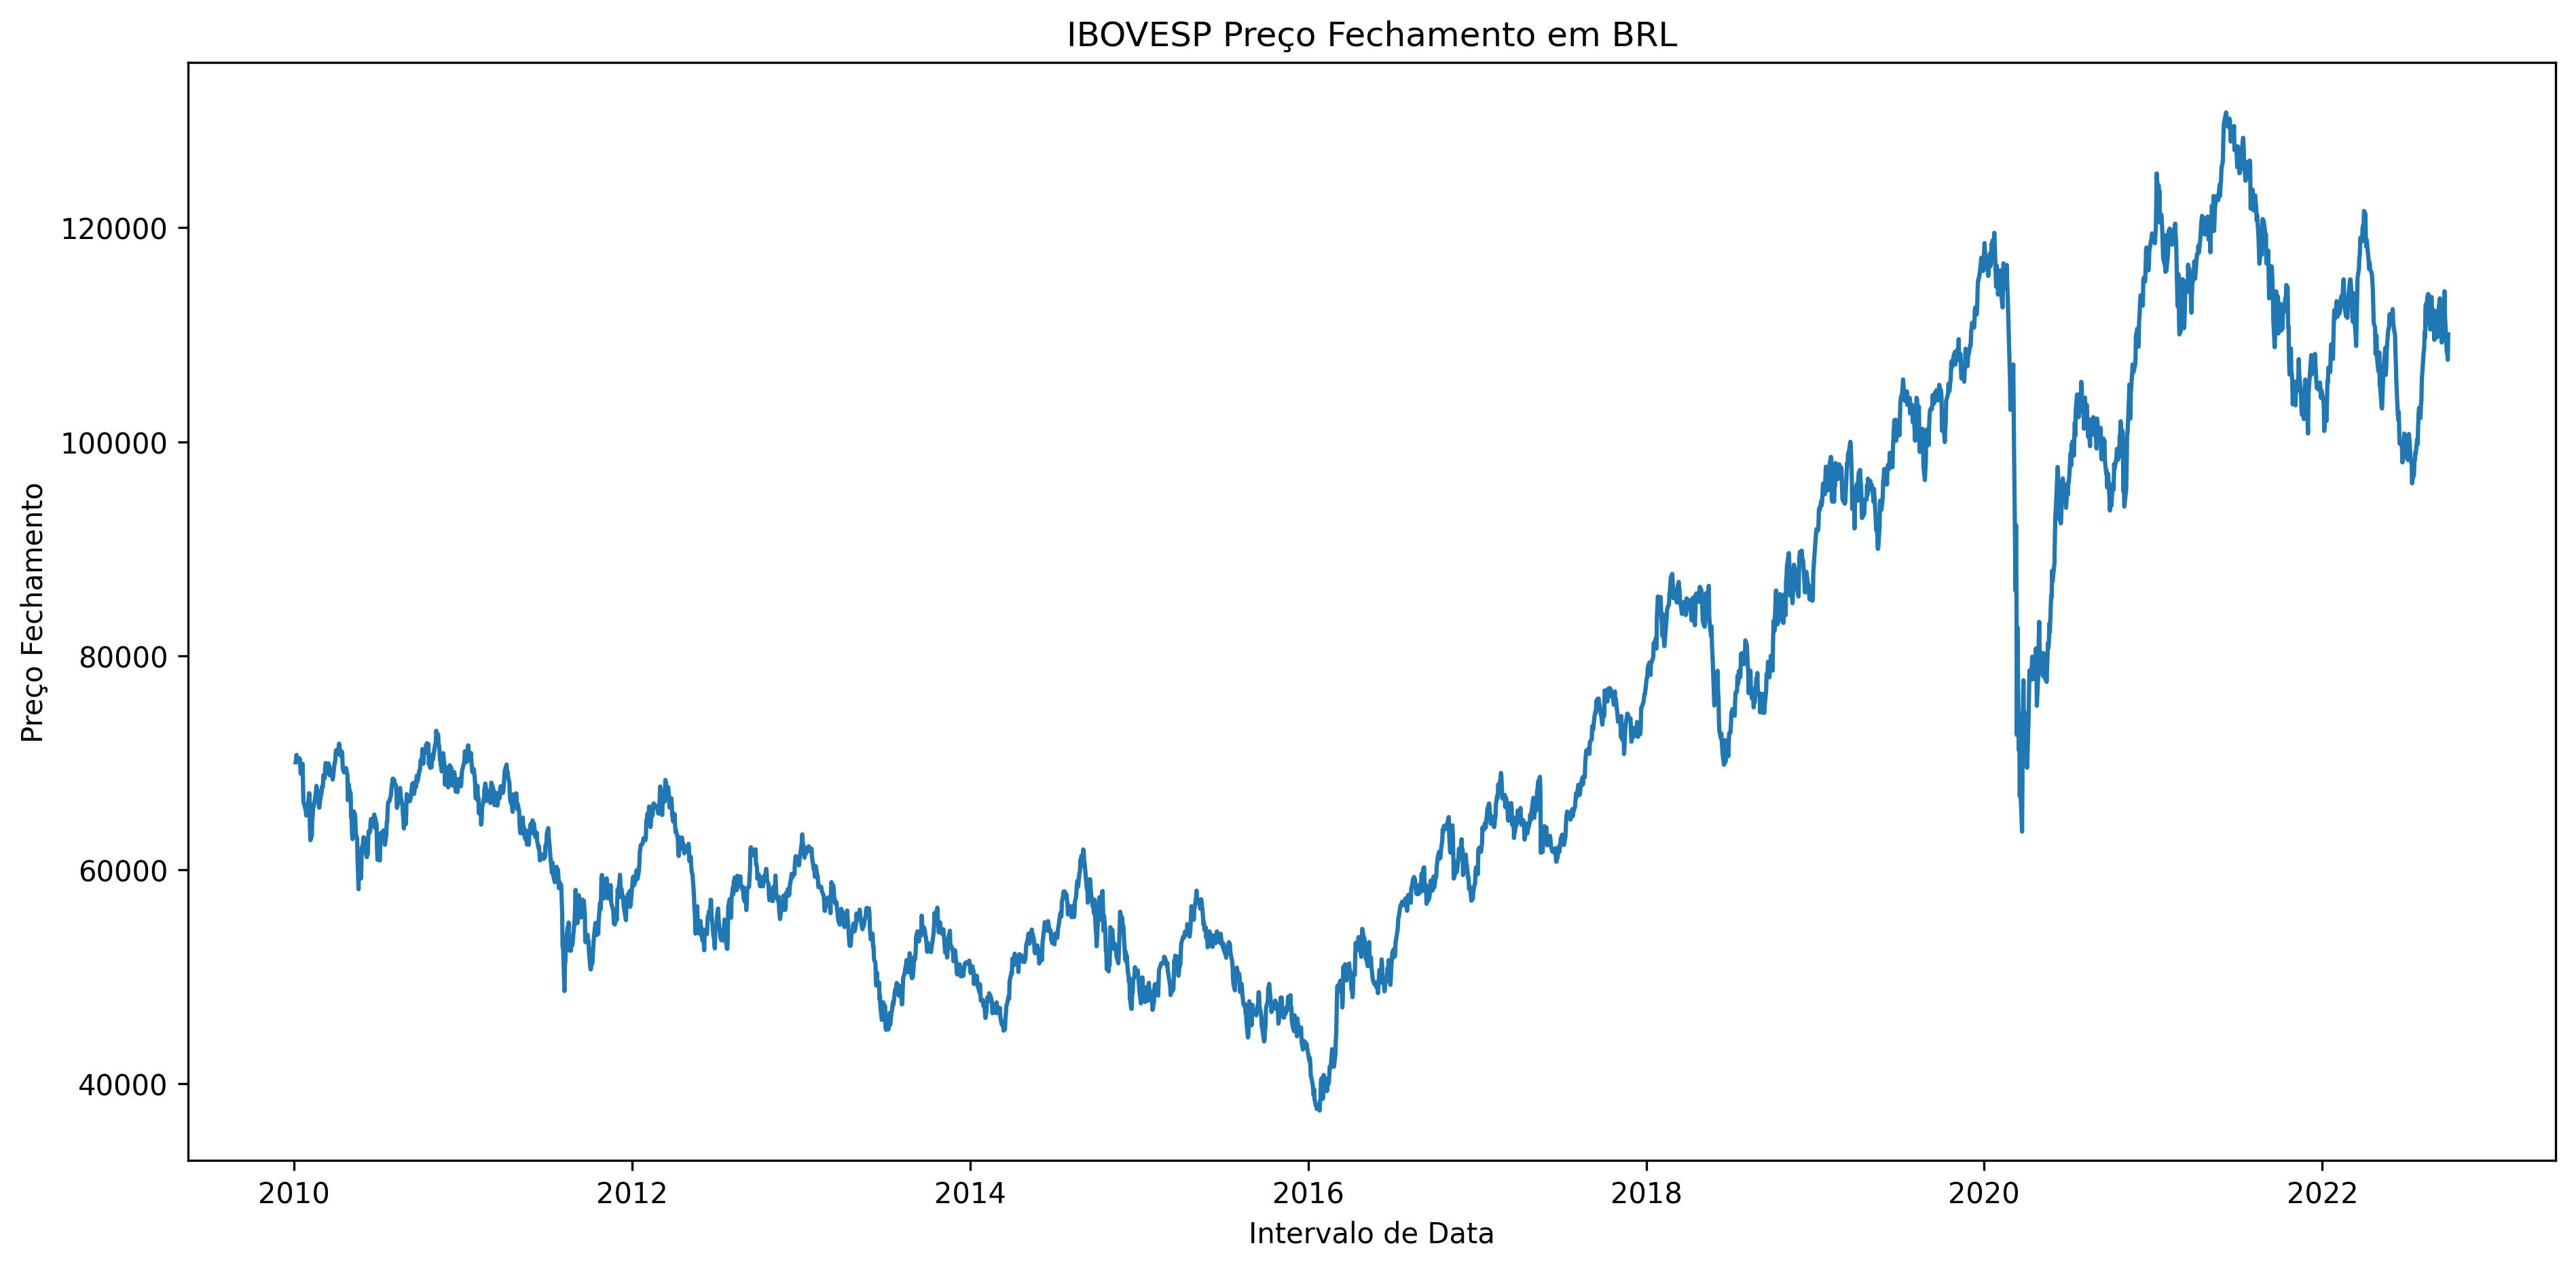 IBOVESP Preço Fechamento em BRL
Preço Fechamento
120000
100000
80000
60000
40000
2010 2012 2014 2016 2018 2020 2022
Intervalo de Data